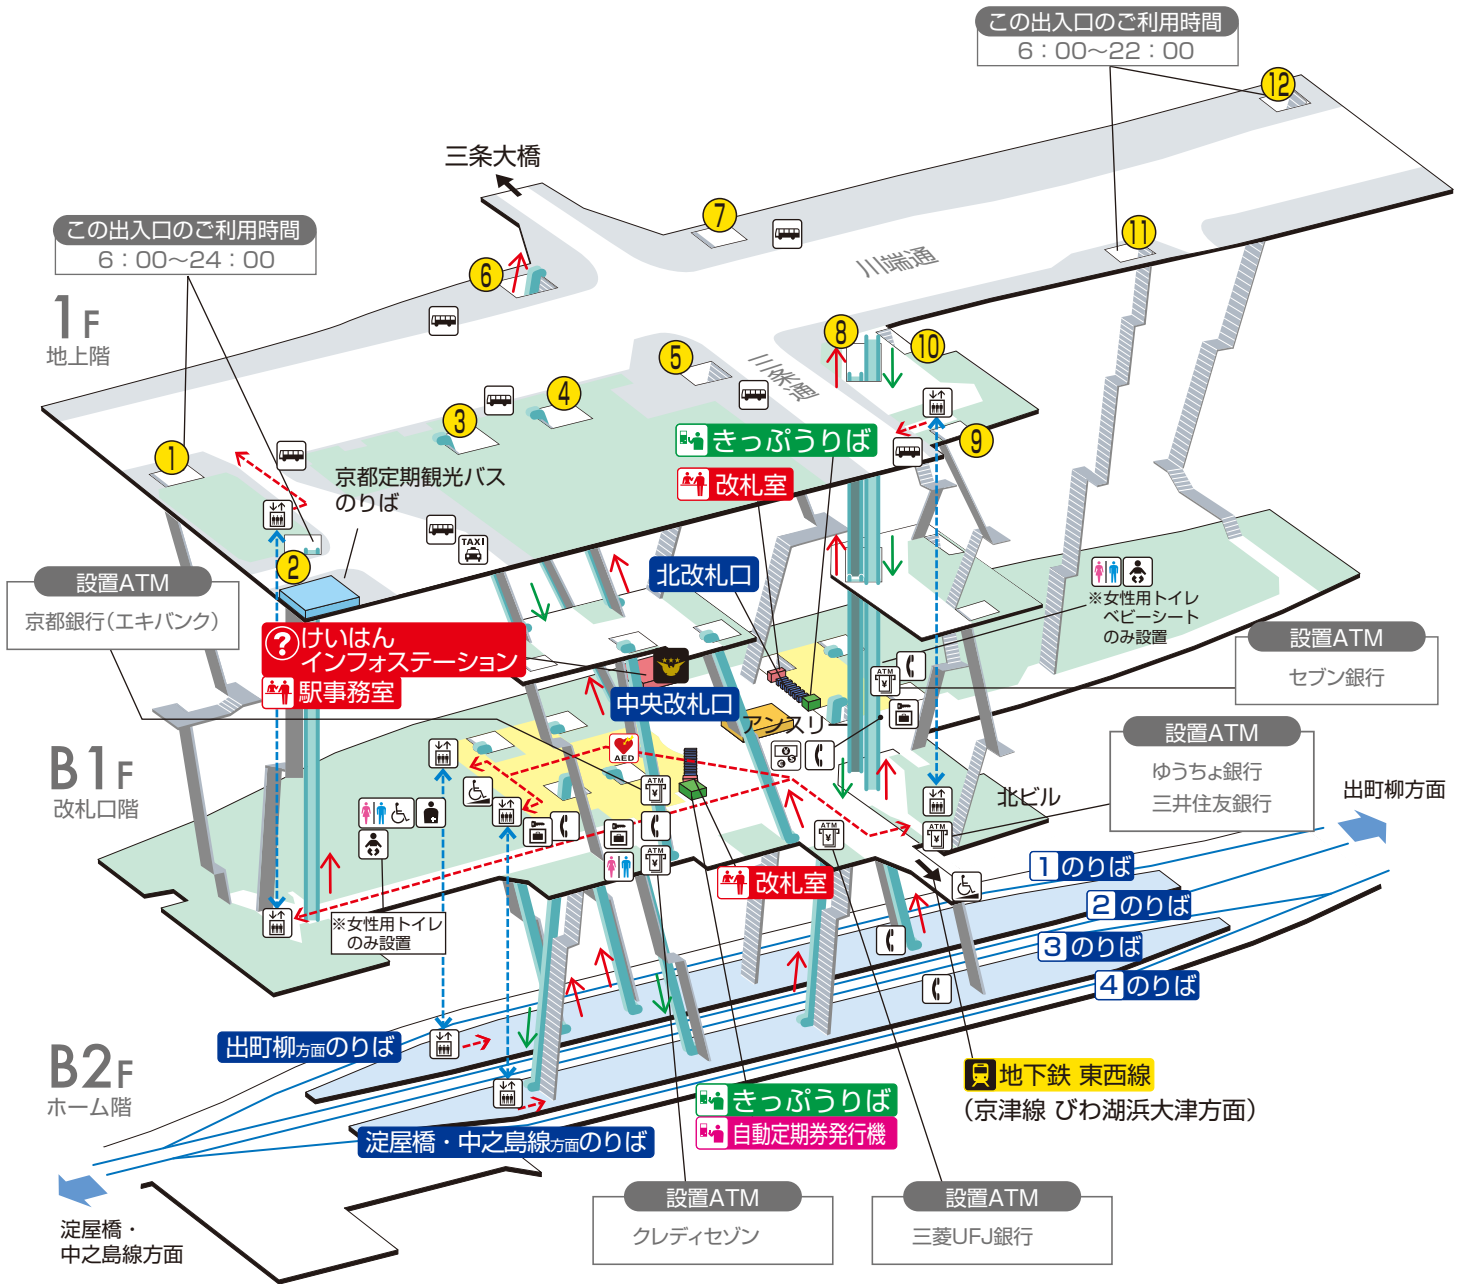 この出入口のご利用時間
6：00〜22：00
12
三条大橋
7
この出入口のご利用時間
6：00〜24：00
11
川端通
6
1F
地上階
8
10
5
三条通
4
3
きっぷうりば
9
1
改札室
京都定期観光バス
のりば
TAXI
2
北改札口
設置ATM
京都銀行(エキバンク)
※女性用トイレ
ベビーシート
のみ設置
?
けいはん
インフォステーション
駅事務室
設置ATM
セブン銀行
ATM
中央改札口
アンスリー
B1F
改札口階
AED
設置ATM
ゆうちょ銀行
三井住友銀行
ATM
北ビル
出町柳方面
ATM
ATM
ATM
1のりば
改札室
2のりば
※女性用トイレ
のみ設置
3のりば
4のりば
出町柳方面のりば
B2F
ホーム階
地下鉄 東西線
(京津線 びわ湖浜大津方面)
きっぷうりば
自動定期券発行機
淀屋橋・中之島線方面のりば
設置ATM
クレディセゾン
設置ATM
三菱UFJ銀行
淀屋橋・
中之島線方面